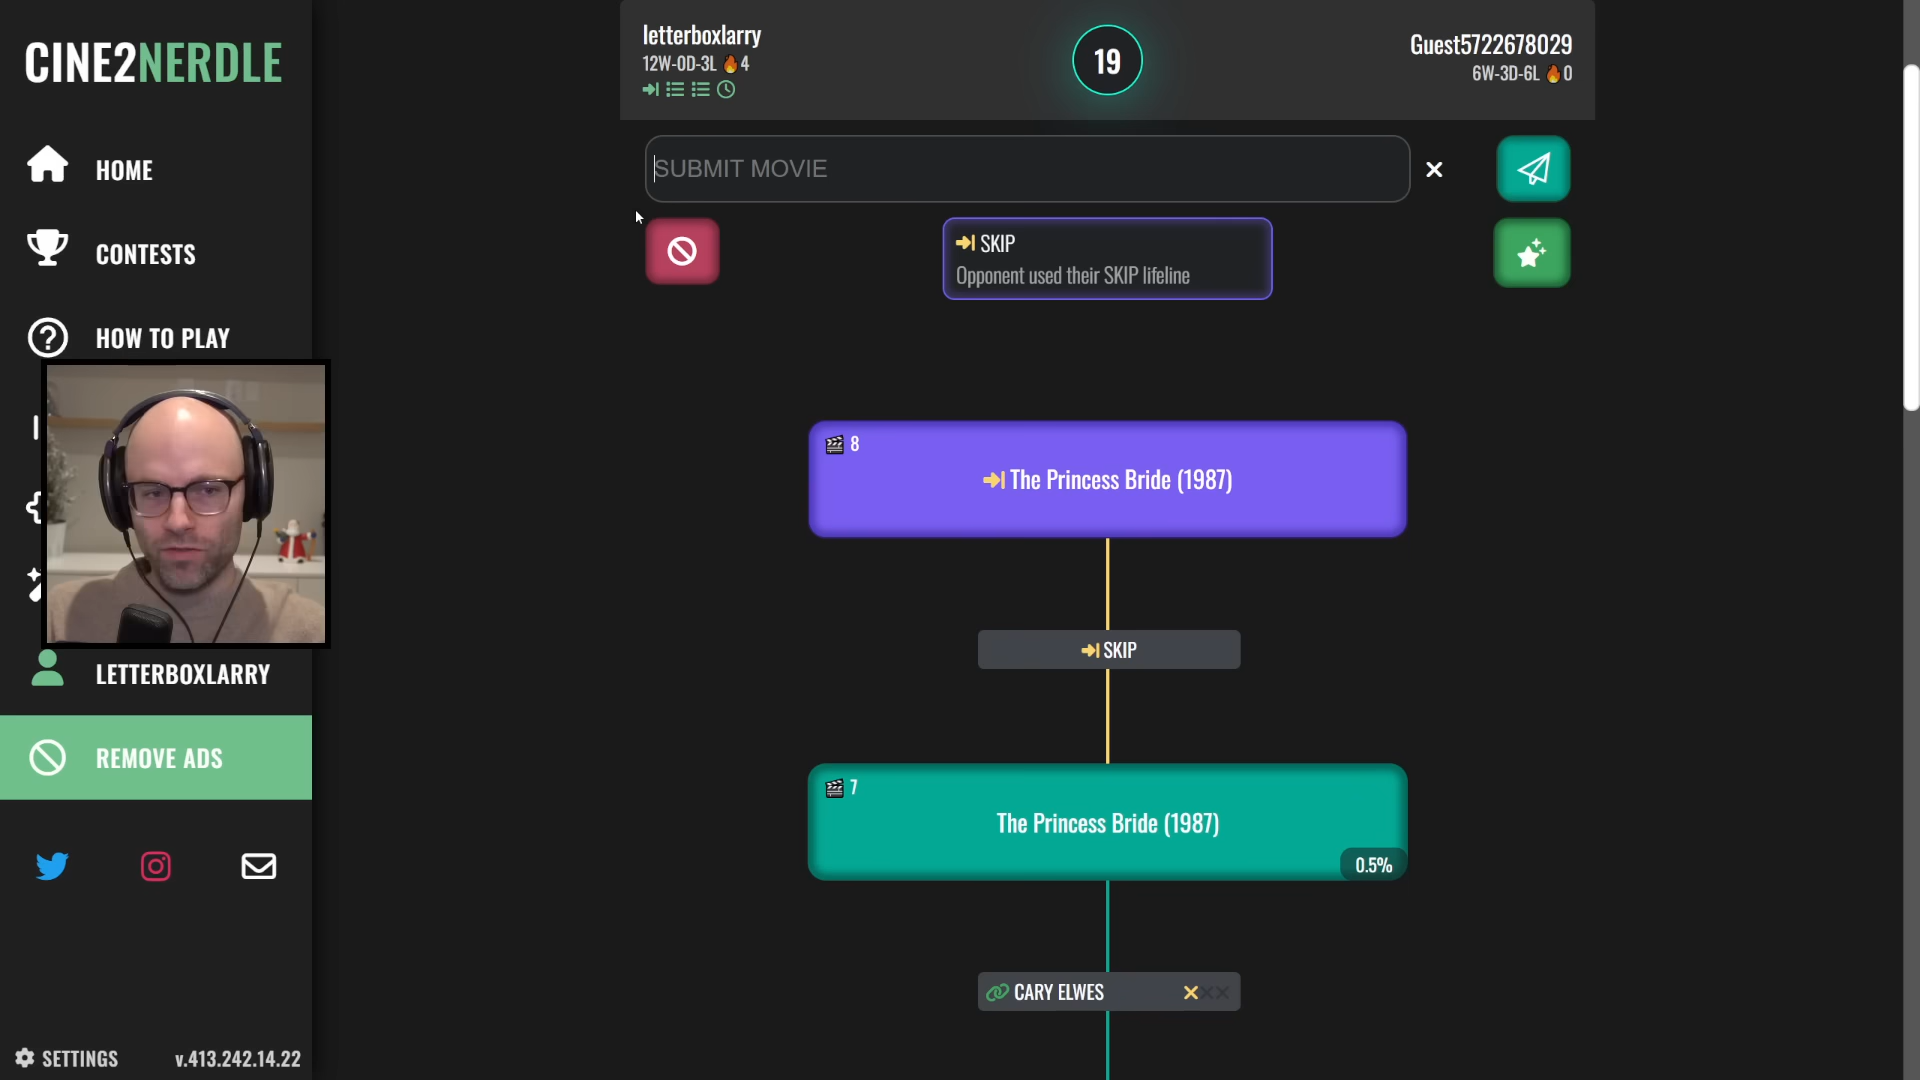 CINE2NERDLE
HOME
CONTESTS
HOW TO PLAY
LETTERBOXLARRY
REMOVE ADS
SETTINGS
v.413.242.14.22
letterboxlarry
12W-0D-3L 🔥4
19
Guest5722678029
6W-3D-6L 🔥0
SUBMIT MOVIE
SKIP
Opponent used their SKIP lifeline
8
The Princess Bride (1987)
SKIP
7
The Princess Bride (1987)
0.5%
CARY ELWES